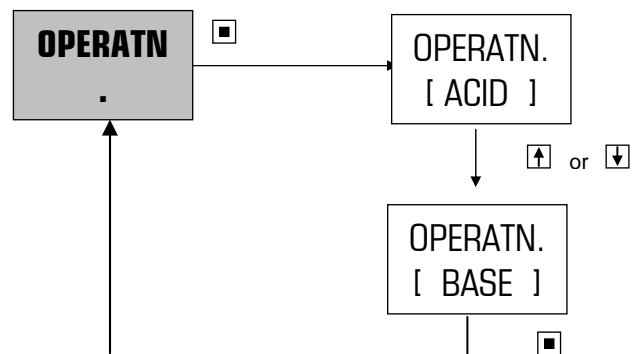 OPERATN
.
OPERATN.
[ ACID ]
or
OPERATN.
[ BASE ]